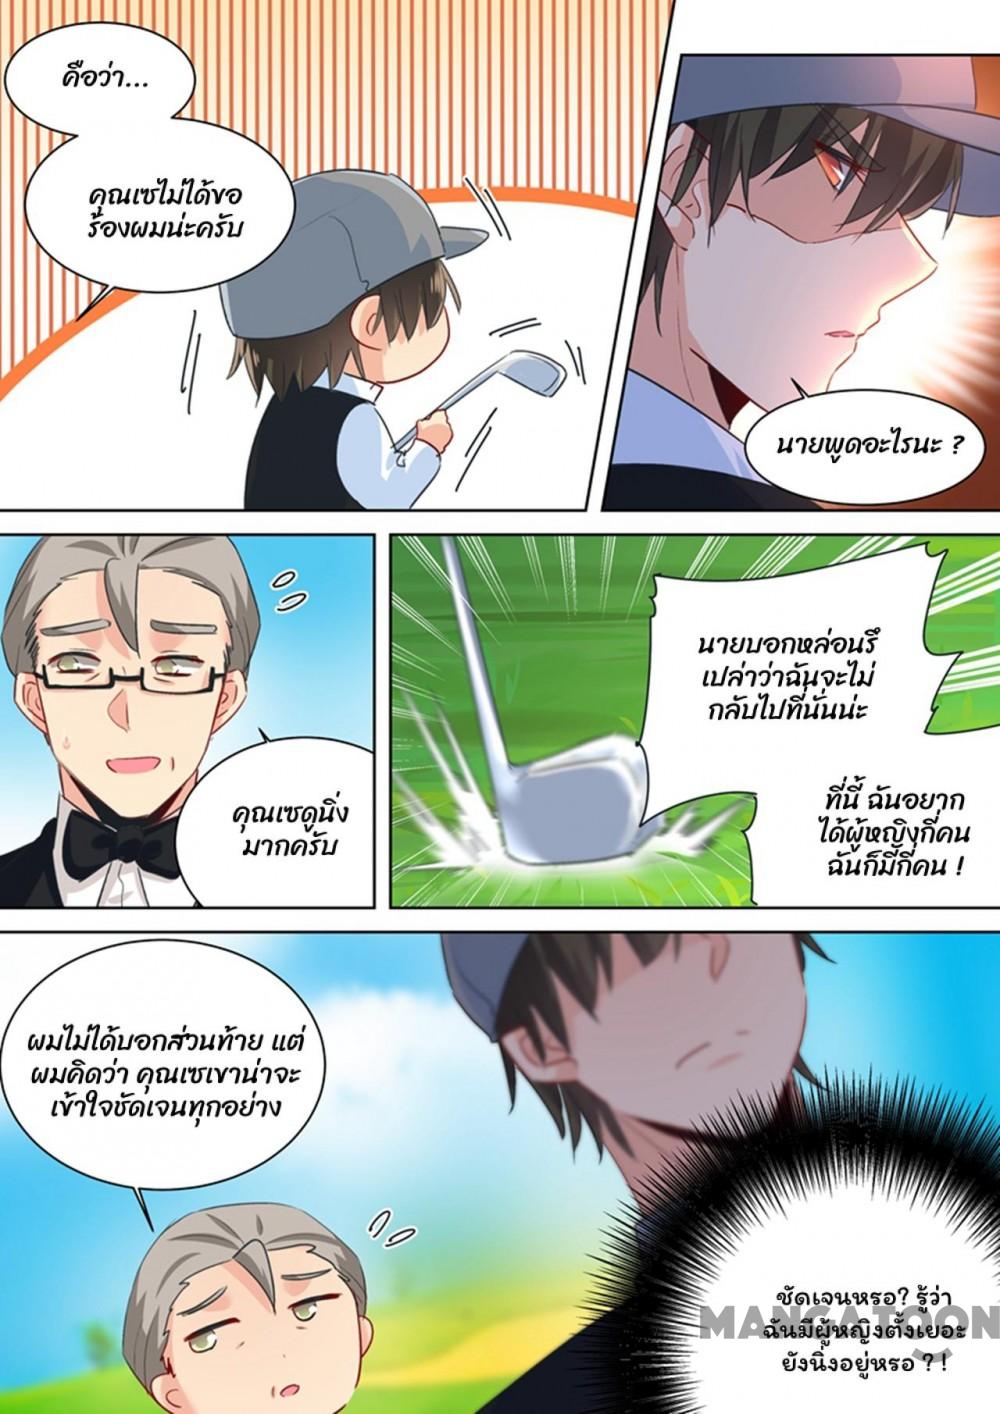 คือว่า...
คุณเซไม่ได้ขอ
ร้องผมน่ะครับ
นายพูดอะไรนะ ?
คุณเซดูนิ่ง
มากครับ
นายบอกหล่อนรึ
เปล่าว่าฉันจะไม่
กลับไปที่นั่นน่ะ
ที่นี้ ฉันอยาก
ได้ผู้หญิงกี่คน
ฉันก็มีกี่คน !
ผมไม่ได้บอกส่วนท้าย แต่
ผมคิดว่า คุณเซเขาน่าจะ
เข้าใจชัดเจนทุกอย่าง
ชัดเจนหรอ? รู้ว่า
ฉันมีผู้หญิงตั้งเยอะ
ยังนิ่งอยู่หรอ ? !
MANGATOON